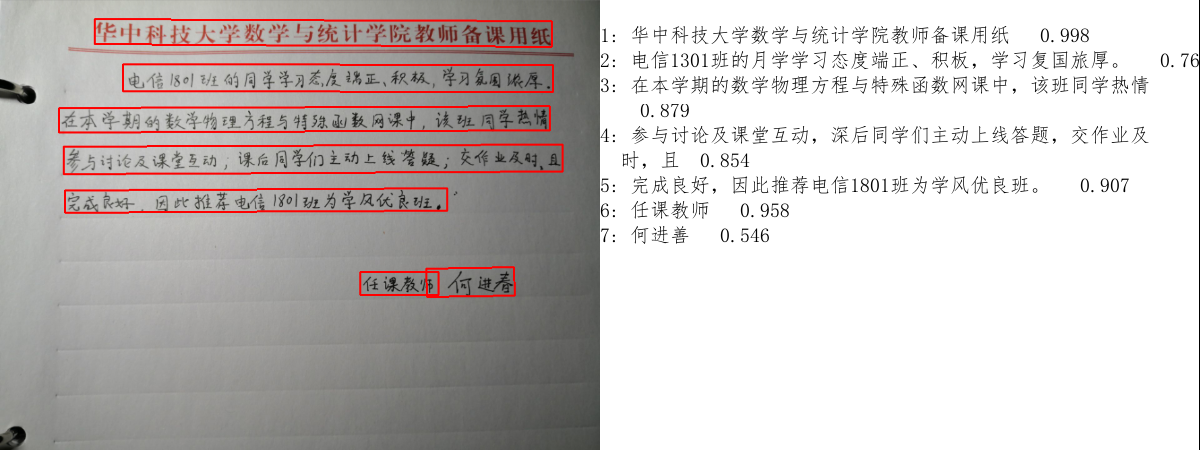 华中科技大学数学与统计学院教师备课用纸
电信1801班的同学学习态度端正、积极,学习氛围浓厚。
在本学期的数学物理方程与特殊函数网课中,该班同学热情
参与讨论及课堂互动;课后同学们主动上线答疑;交作业及时、且
完成良好,因此推荐电信1801班为学风优良班。
任课教师 何进春
1: 华中科技大学数学与统计学院教师备课用纸 0.998
2: 电信1301班的月学学习态度端正、积板,学习复国旅厚。 0.76
3: 在本学期的数学物理方程与特殊函数网课中,该班同学热情
0.879
4: 参与讨论及课堂互动,深后同学们主动上线答题,交作业及
时,且 0.854
5: 完成良好,因此推荐电信1801班为学风优良班。 0.907
6: 任课教师 0.958
7: 何进善 0.546